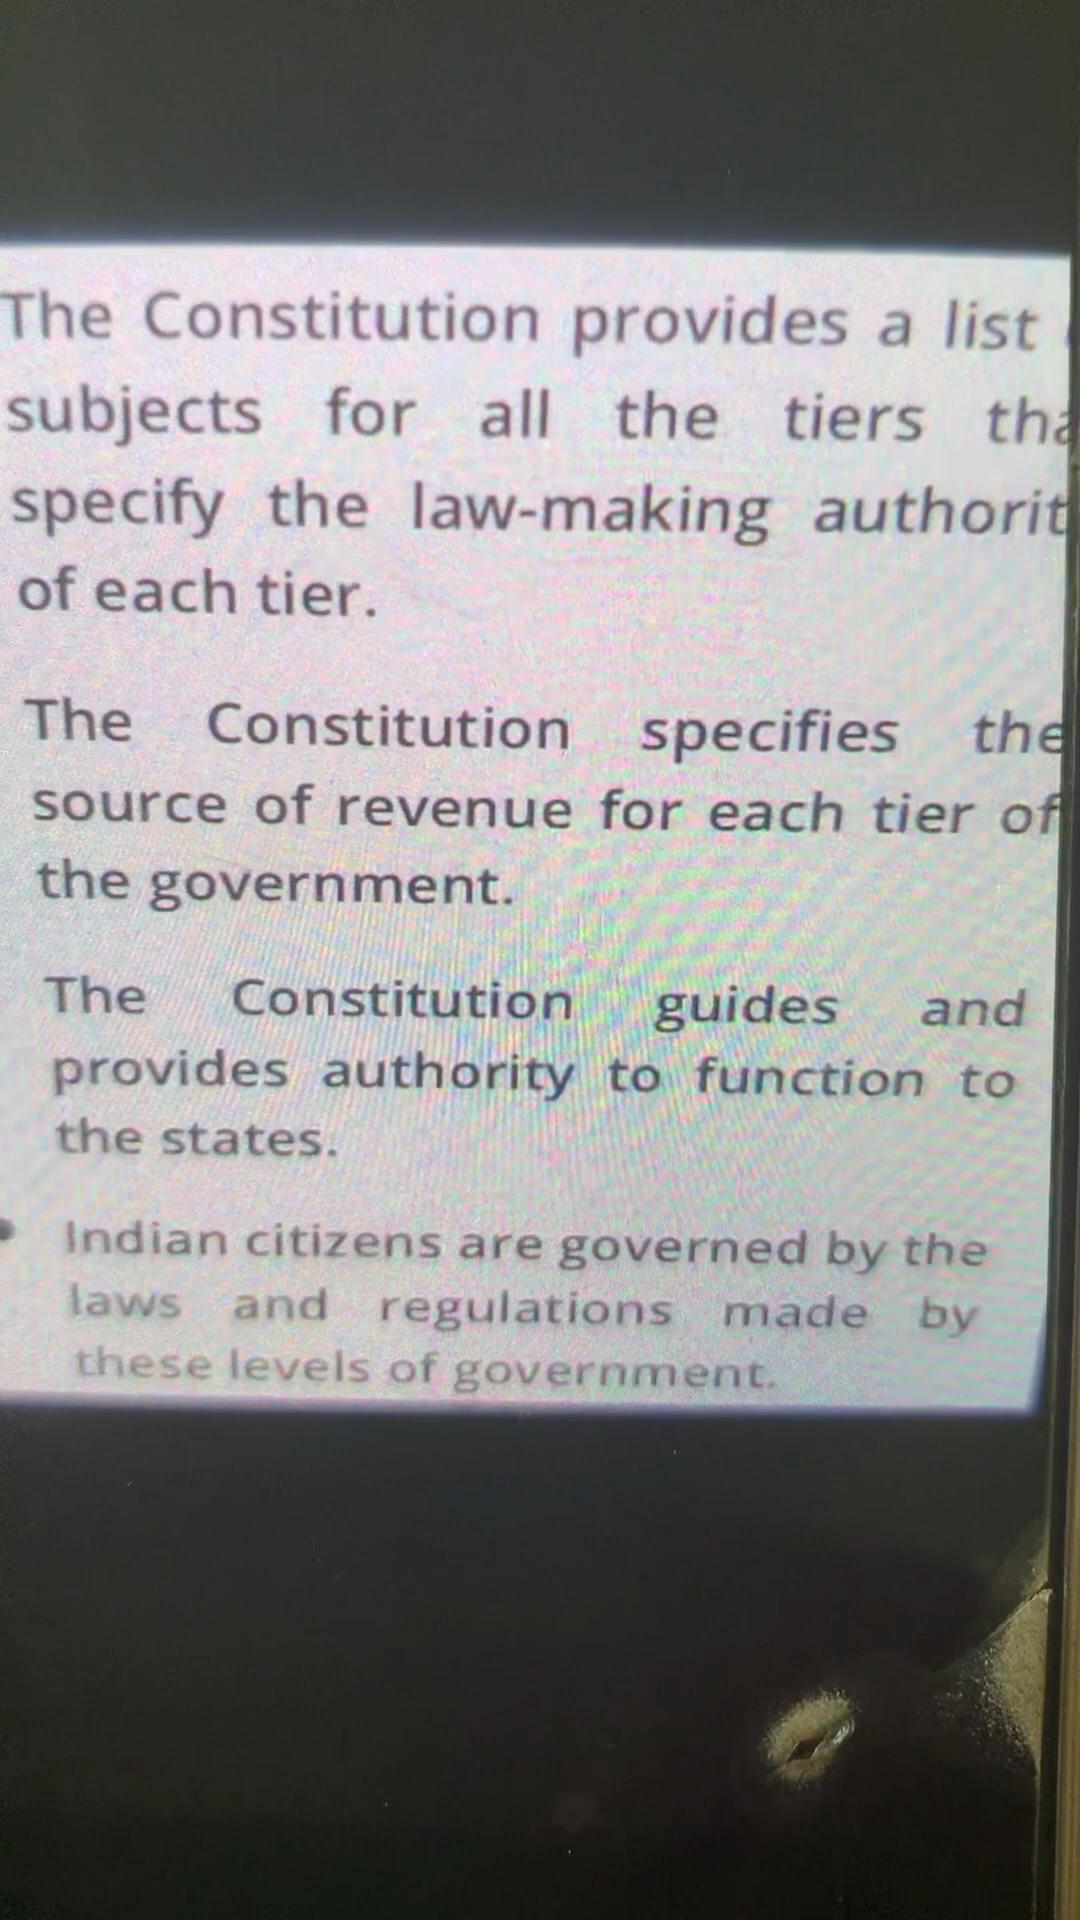 The Constitution provides a list
subjects for all the tiers tha
specify the law-making authorit
of each tier.
The Constitution specifies the
source of revenue for each tier of
the government.
The Constitution guides and
provides authority to function to
the states.
• Indian citizens are governed by the
laws and regulations made by
these levels of government.